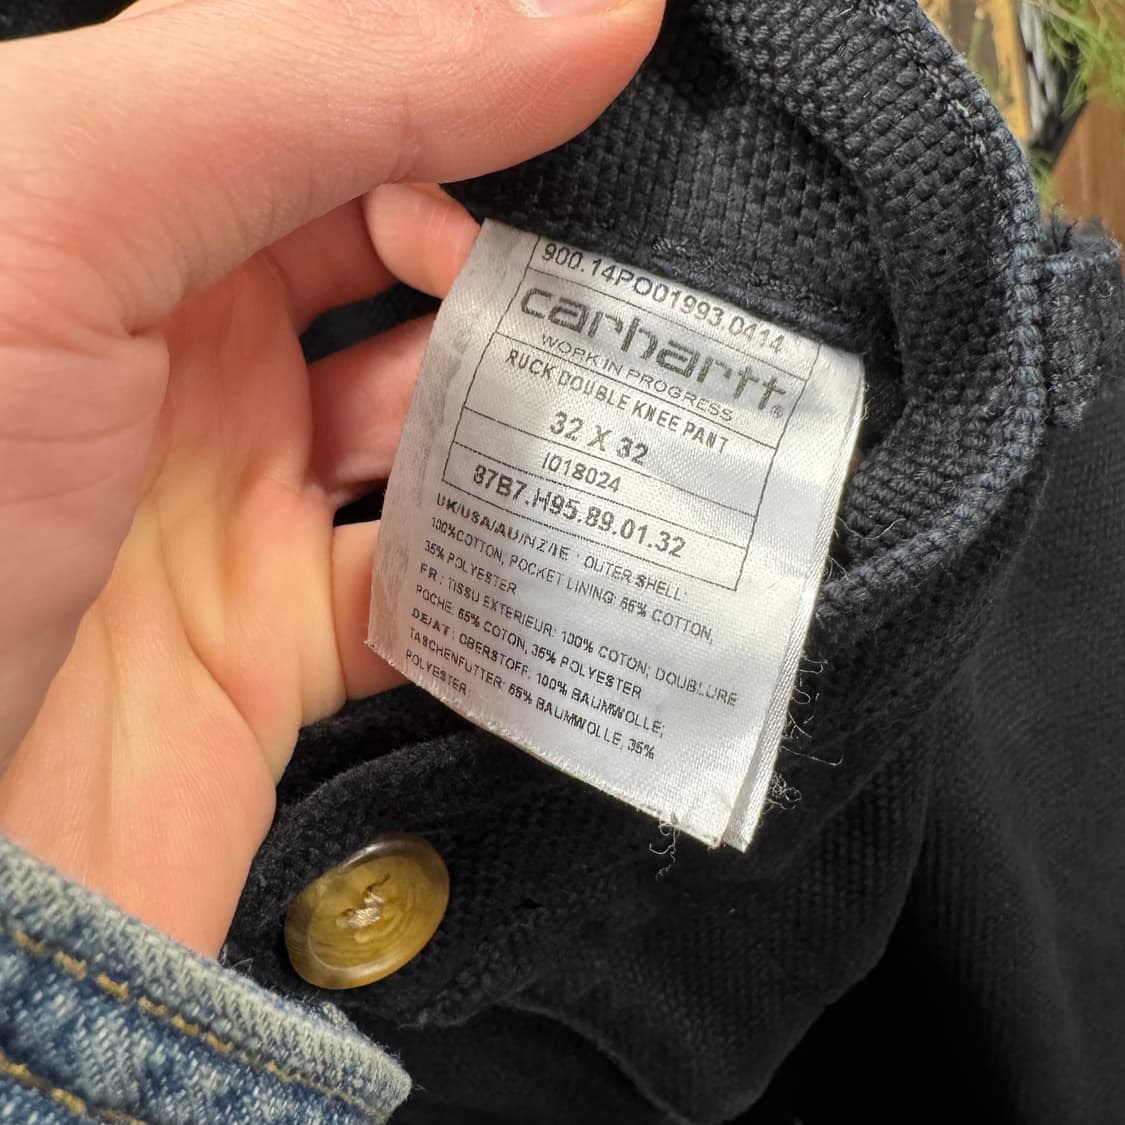 900.14PO01993.0414
carhartt®
WORK IN PROGRESS
RUCK DOUBLE KNEE PANT
32 X 32
I018024
87B7.H95.89.01.32
UK/USA/AU/NZ/IE : OUTER SHELL:
100%COTTON, POCKET LINING: 65% COTTON,
35% POLYESTER
FR : TISSU EXTERIEUR: 100% COTON; DOUBLURE
POCHE: 65% COTON, 35% POLYESTER
DE/AT : OBERSTOFF: 100% BAUMWOLLE;
TASCHENFUTTER: 65% BAUMWOLLE, 35%
POLYESTER